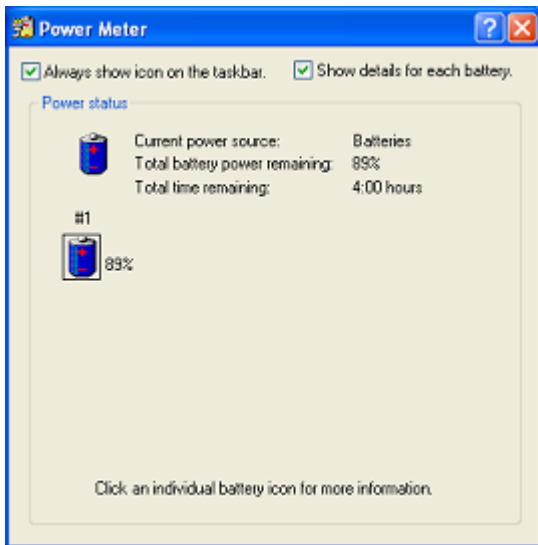 Power Meter
Always show icon on the taskbar. Show details for each battery.
Power status
Current power source: Batteries
Total battery power remaining: 89%
Total time remaining: 4:00 hours
#1
89%
Click an individual battery icon for more information.